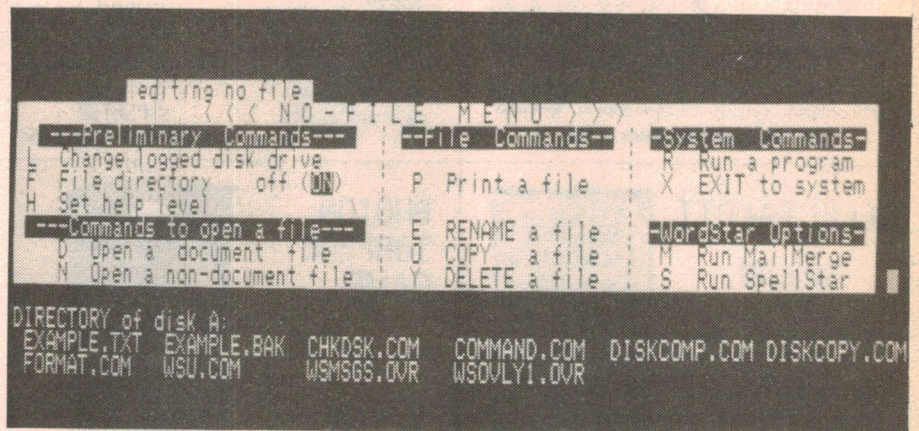 editing no file
< < < N O - F I L E   M E N U > > >
---Preliminary Commands--- --File Commands-- -System Commands-
L Change logged disk drive R Run a program
F File directory off (ON) P Print a file X EXIT to system
H Set help level
---Commands to open a file--- E RENAME a file -WordStar Options-
D Open a document file O COPY a file M Run MailMerge
N Open a non-document file Y DELETE a file S Run SpellStar
DIRECTORY of disk A:
EXAMPLE.TXT EXAMPLE.BAK CHKDSK.COM COMMAND.COM DISKCOMP.COM DISKCOPY.COM
FORMAT.COM WSU.COM WSMSGS.OVR WSOVLY1.OVR